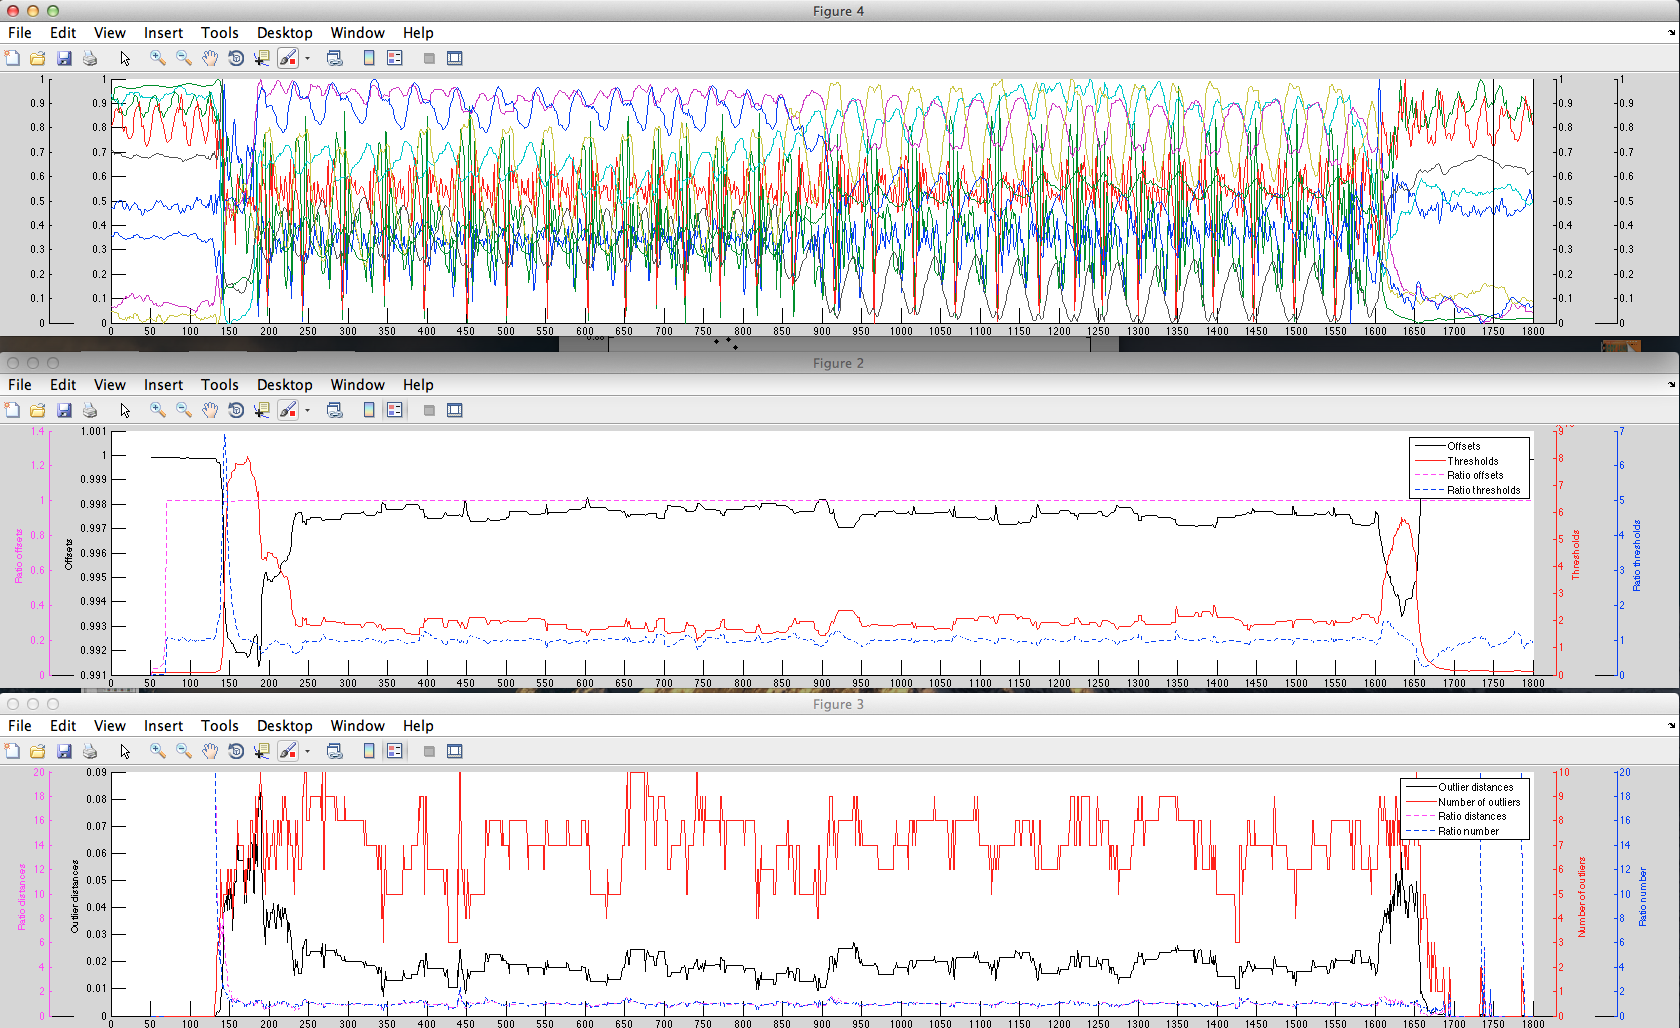 Figure 4
File Edit View Insert Tools Desktop Window Help
1 1 1 1
0.9 0.9 0.9 0.9
0.8 0.8 0.8 0.8
0.7 0.7 0.7 0.7
0.6 0.6 0.6 0.6
0.5 0.5 0.5 0.5
0.4 0.4 0.4 0.4
0.3 0.3 0.3 0.3
0.2 0.2 0.2 0.2
0.1 0.1 0.1 0.1
0 0 0 0
0 50 100 150 200 250 300 350 400 450 500 550 600 650 700 750 800 850 900 950 1000 1050 1100 1150 1200 1250 1300 1350 1400 1450 1500 1550 1600 1650 1700 1750 1800
Figure 2
File Edit View Insert Tools Desktop Window Help
1.4 1.001 9 7
1.2 1 8 6
0.999 7
1 0.998 6 5
0.997
0.8 0.996 5 4
0.6 0.995 4 3
0.4 0.994 3 2
0.993 2
0.2 0.992 1 1
0 0.991 0 0
Ratio offsets
Offsets
Thresholds
Ratio thresholds
Offsets
Thresholds
Ratio offsets
Ratio thresholds
0 50 100 150 200 250 300 350 400 450 500 550 600 650 700 750 800 850 900 950 1000 1050 1100 1150 1200 1250 1300 1350 1400 1450 1500 1550 1600 1650 1700 1750 1800
Figure 3
File Edit View Insert Tools Desktop Window Help
20 0.09 10 20
18 0.08 9 18
16 0.07 8 16
14 0.06 7 14
12 0.05 6 12
10 5 10
8 0.04 4 8
6 0.03 3 6
4 0.02 2 4
2 0.01 1 2
0 0 0 0
Ratio distances
Outlier distances
Number of outliers
Ratio number
Outlier distances
Number of outliers
Ratio distances
Ratio number
0 50 100 150 200 250 300 350 400 450 500 550 600 650 700 750 800 850 900 950 1000 1050 1100 1150 1200 1250 1300 1350 1400 1450 1500 1550 1600 1650 1700 1750 1800